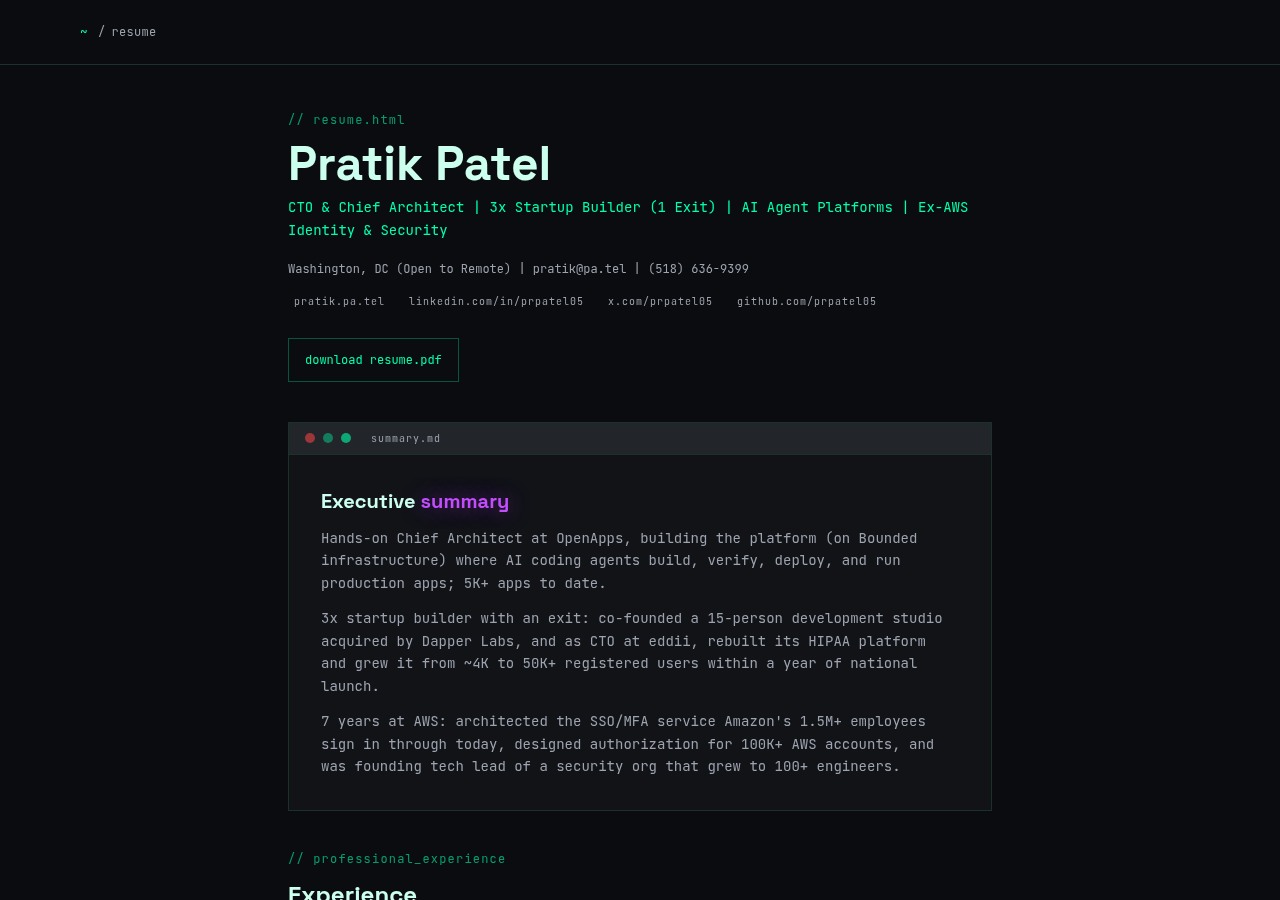 ~ / resume
// resume.html
Pratik Patel
CTO & Chief Architect | 3x Startup Builder (1 Exit) | AI Agent Platforms | Ex-AWS
Identity & Security
Washington, DC (Open to Remote) | pratik@pa.tel | (518) 636-9399
pratik.pa.tel linkedin.com/in/prpatel05 x.com/prpatel05 github.com/prpatel05
download resume.pdf
summary.md
Executive summary
Hands-on Chief Architect at OpenApps, building the platform (on Bounded
infrastructure) where AI coding agents build, verify, deploy, and run
production apps; 5K+ apps to date.
3x startup builder with an exit: co-founded a 15-person development studio
acquired by Dapper Labs, and as CTO at eddii, rebuilt its HIPAA platform
and grew it from ~4K to 50K+ registered users within a year of national
launch.
7 years at AWS: architected the SSO/MFA service Amazon's 1.5M+ employees
sign in through today, designed authorization for 100K+ AWS accounts, and
was founding tech lead of a security org that grew to 100+ engineers.
// professional_experience
Experience